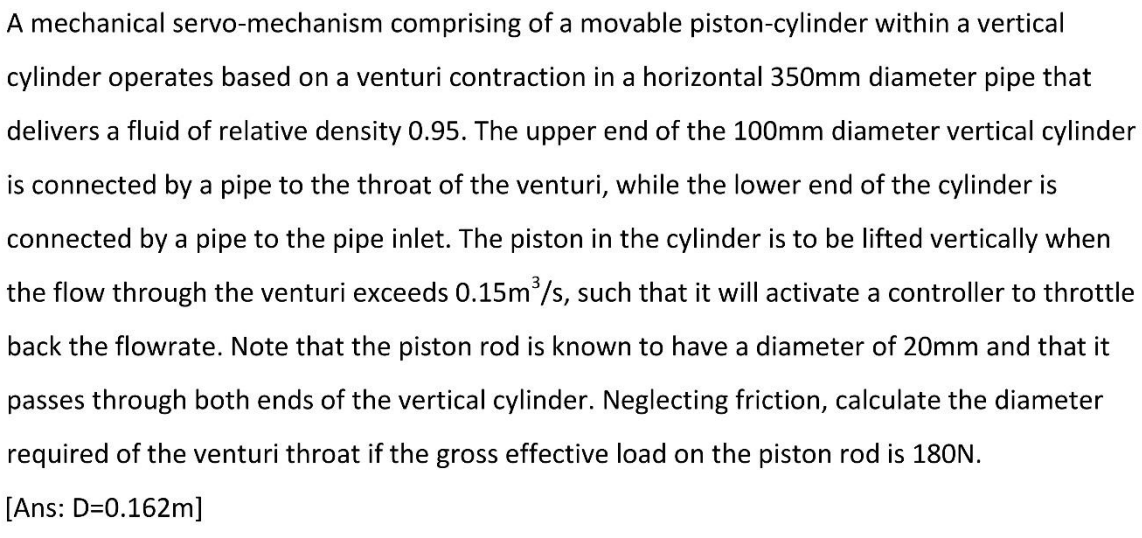 A mechanical servo-mechanism comprising of a movable piston-cylinder within a vertical
cylinder operates based on a venturi contraction in a horizontal 350mm diameter pipe that
delivers a fluid of relative density 0.95. The upper end of the 100mm diameter vertical cylinder
is connected by a pipe to the throat of the venturi, while the lower end of the cylinder is
connected by a pipe to the pipe inlet. The piston in the cylinder is to be lifted vertically when
the flow through the venturi exceeds 0.15m³/s, such that it will activate a controller to throttle
back the flowrate. Note that the piston rod is known to have a diameter of 20mm and that it
passes through both ends of the vertical cylinder. Neglecting friction, calculate the diameter
required of the venturi throat if the gross effective load on the piston rod is 180N.
[Ans: D=0.162m]